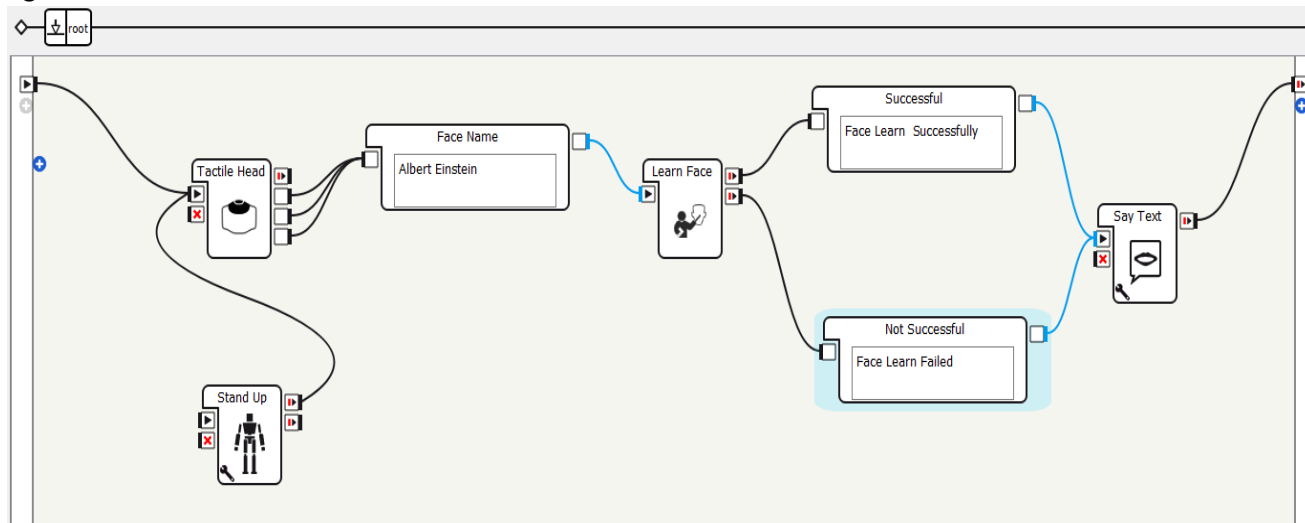 root
Successful
Face Learn  Successfully
Face Name
Albert Einstein
Tactile Head
Learn Face
Say Text
Not Successful
Face Learn Failed
Stand Up